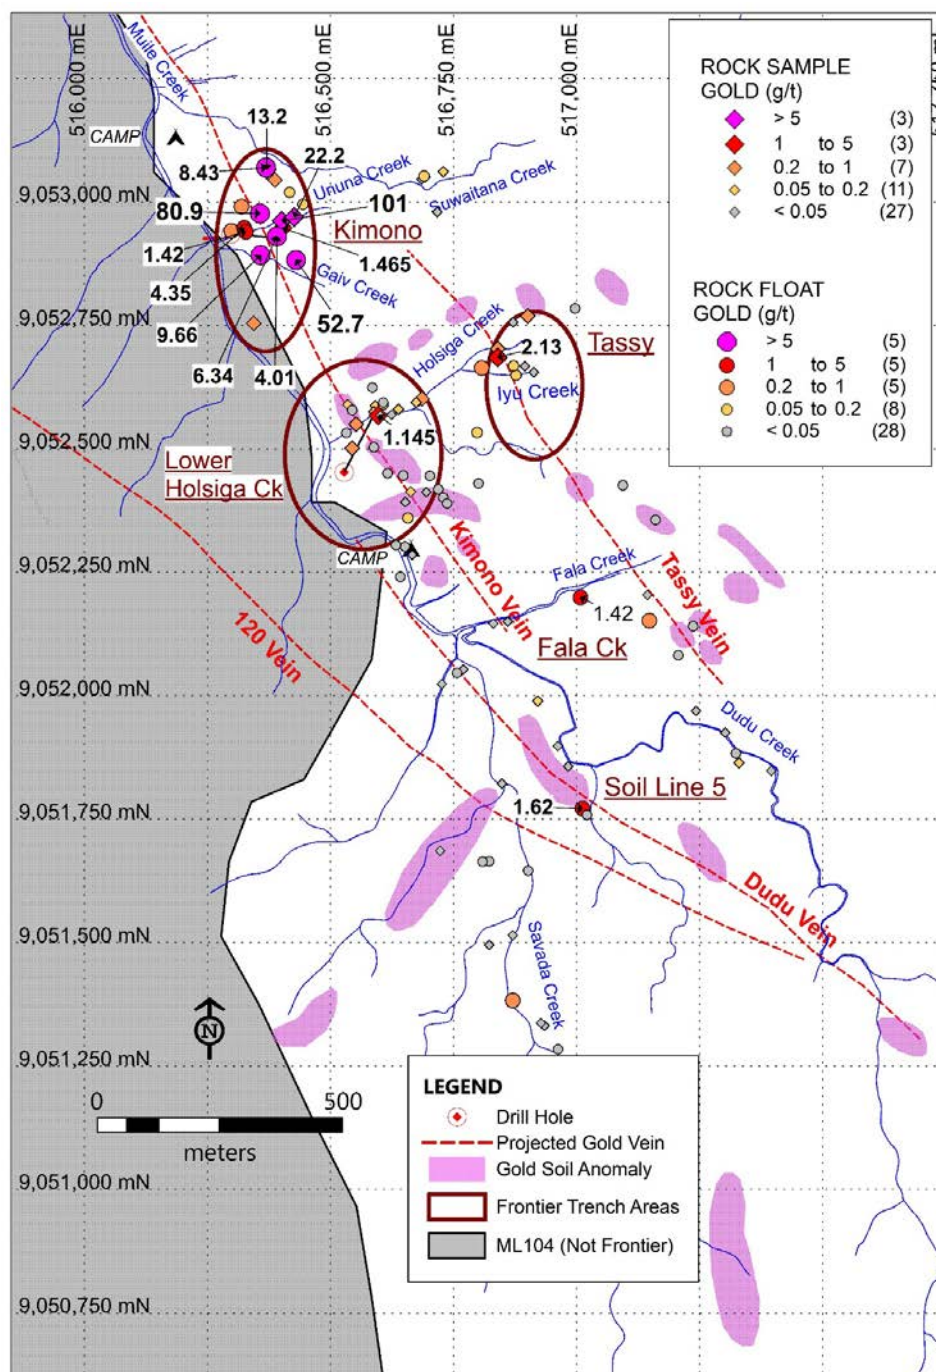 516,000 mE
516,500 mE
516,750 mE
517,000 mE
Muile Creek
CAMP
13.2
8.43
22.2
Ununa Creek
Suwaitana Creek
9,053,000 mN
80.9
101
Kimono
1.42
1.465
4.35
Gaiv Creek
9.66
52.7
6.34
4.01
9,052,750 mN
Holsiga Creek
Tassy
2.13
Iyu Creek
9,052,500 mN
1.145
Lower
Holsiga Ck
CAMP
Kimono Vein
9,052,250 mN
Fala Creek
1.42
Tassy Vein
120 Vein
Fala Ck
9,052,000 mN
Dudu Creek
Soil Line 5
1.62
9,051,750 mN
Dudu Vein
9,051,500 mN
Savada Creek
N
9,051,250 mN
0 500
meters
9,051,000 mN
9,050,750 mN
ROCK SAMPLE
GOLD (g/t)
> 5 (3)
1 to 5 (3)
0.2 to 1 (7)
0.05 to 0.2 (11)
< 0.05 (27)
ROCK FLOAT
GOLD (g/t)
> 5 (5)
1 to 5 (5)
0.2 to 1 (5)
0.05 to 0.2 (8)
< 0.05 (28)
LEGEND
Drill Hole
Projected Gold Vein
Gold Soil Anomaly
Frontier Trench Areas
ML104 (Not Frontier)